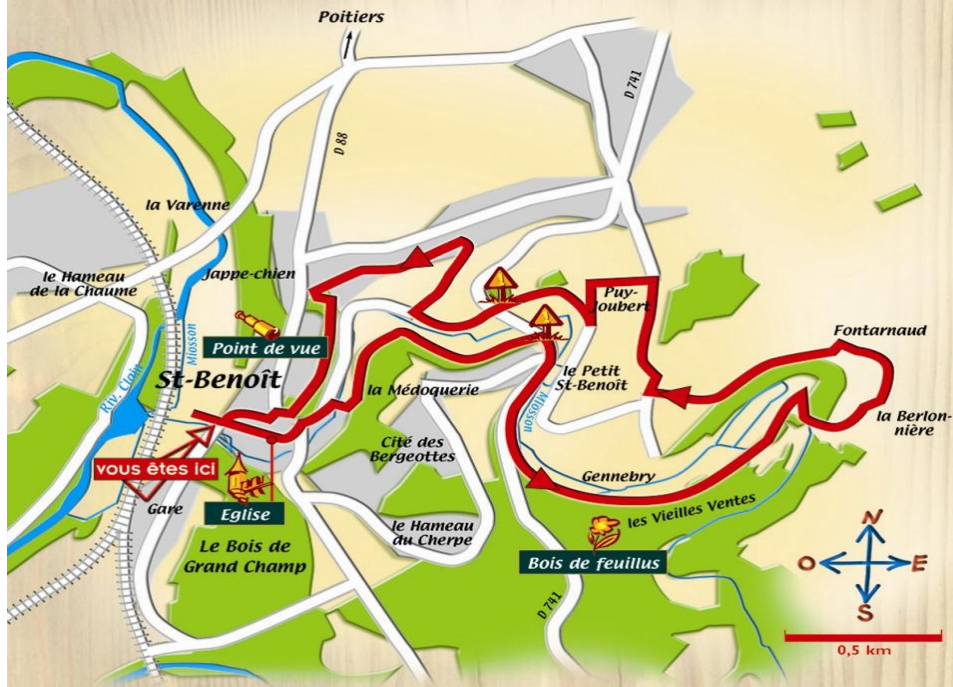 Poitiers
D 741
D 88
la Varenne
le Hameau
de la Chaume
Jappe-chien
Puy-
Joubert
Fontarnaud
Miosson
Point de vue
le Petit
St-Benoît
St-Benoît
Riv. Clain
la Médoquerie
Miosson
la Berlon-
nière
Cité des
Bergeottes
vous êtes ici
Gennebry
Gare
Eglise
les Vieilles Ventes
le Hameau
du Cherpe
Le Bois de
Grand Champ
Bois de feuillus
N
O
E
S
D 741
0,5 km